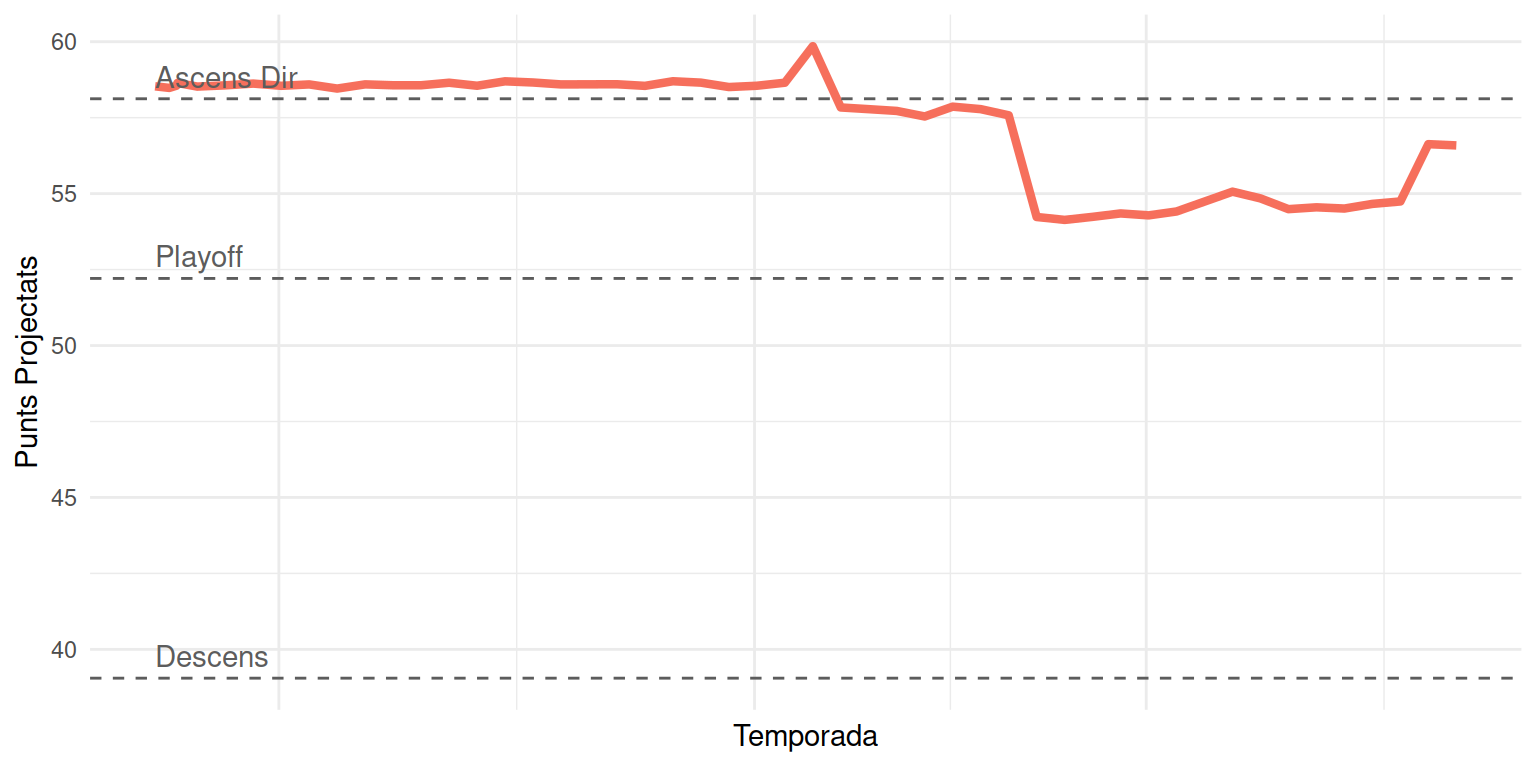 60
55
50
45
40
Ascens Dir
Playoff
Descens
Punts Projectats
Temporada